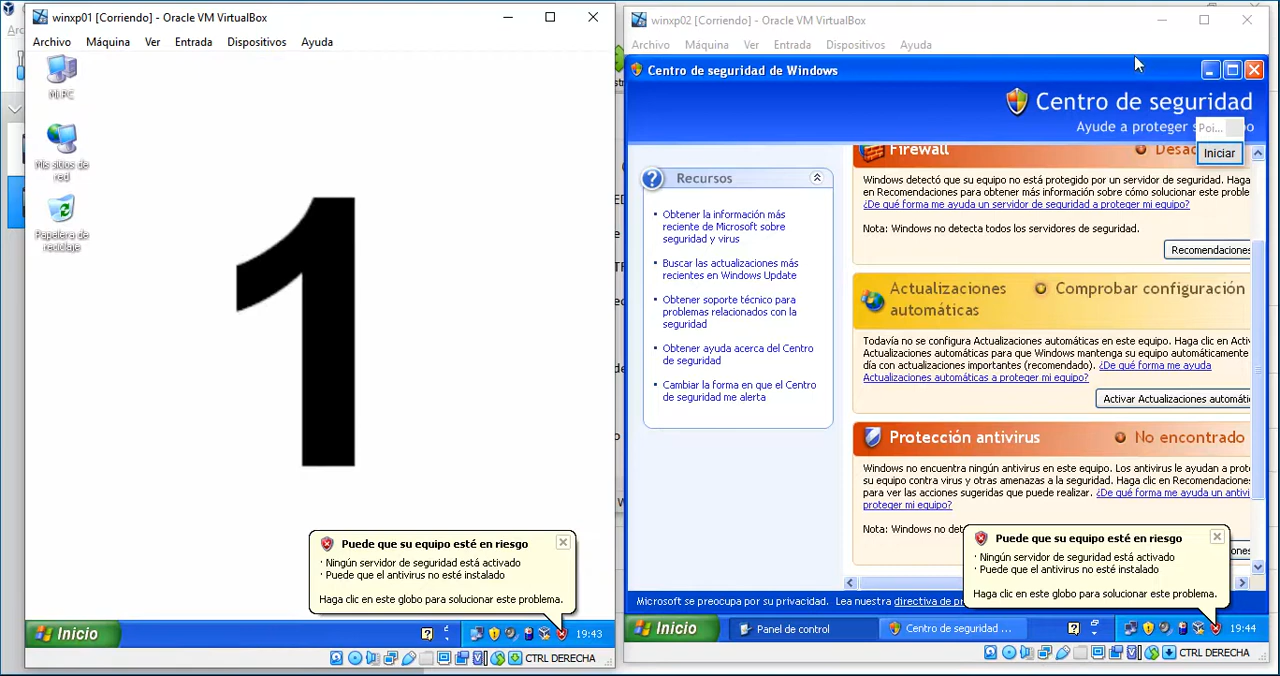 winxp01 [Corriendo] - Oracle VM VirtualBox
Archivo Máquina Ver Entrada Dispositivos Ayuda
Mi PC
Mis sitios de
red
Papelera de
reciclaje
1
Puede que su equipo esté en riesgo
· Ningún servidor de seguridad está activado
· Puede que el antivirus no esté instalado
Haga clic en este globo para solucionar este problema.
Inicio
19:43
CTRL DERECHA
winxp02 [Corriendo] - Oracle VM VirtualBox
Archivo Máquina Ver Entrada Dispositivos Ayuda
Centro de seguridad de Windows
Centro de seguridad
Ayude a proteger s
Poi...
po
Iniciar
Recursos
Obtener la información más
reciente de Microsoft sobre
seguridad y virus
Buscar las actualizaciones más
recientes en Windows Update
Obtener soporte técnico para
problemas relacionados con la
seguridad
Obtener ayuda acerca del Centro
de seguridad
Cambiar la forma en que el Centro
de seguridad me alerta
Firewall Desac
Windows detectó que su equipo no está protegido por un servidor de seguridad. Haga
en Recomendaciones para obtener más información sobre cómo solucionar este proble
¿De qué forma me ayuda un servidor de seguridad a proteger mi equipo?
Nota: Windows no detecta todos los servidores de seguridad.
Recomendaciones
Actualizaciones
automáticas
Comprobar configuración
Todavía no se configura Actualizaciones automáticas en este equipo. Haga clic en Acti
Actualizaciones automáticas para que Windows mantenga su equipo automáticamente
día con actualizaciones importantes (recomendado). ¿De qué forma me ayuda
Actualizaciones automáticas a proteger mi equipo?
Activar Actualizaciones automáti
Protección antivirus No encontrado
Windows no encuentra ningún antivirus en este equipo. Los antivirus le ayudan a prot
su equipo contra virus y otras amenazas a la seguridad. Haga clic en Recomendaciones
para ver las acciones sugeridas que puede realizar. ¿De qué forma me ayuda un antivi
proteger mi equipo?
Nota: Windows no det
ones
Puede que su equipo esté en riesgo
· Ningún servidor de seguridad está activado
· Puede que el antivirus no esté instalado
Haga clic en este globo para solucionar este problema.
Microsoft se preocupa por su privacidad. Lea nuestra directiva de p
Inicio
Panel de control
Centro de seguridad ...
19:44
CTRL DERECHA